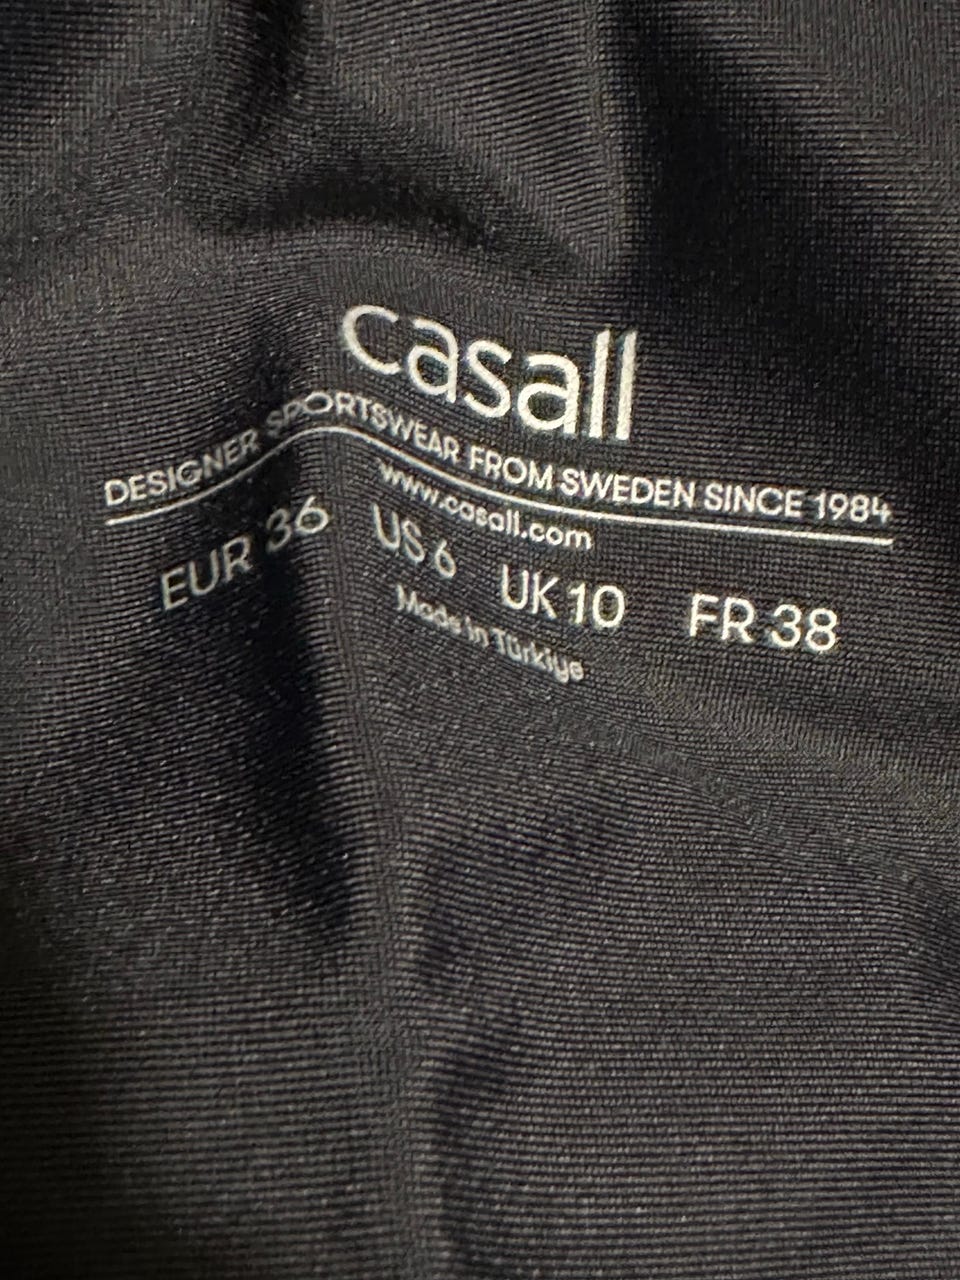 casall
DESIGNER SPORTSWEAR FROM SWEDEN SINCE 1984
www.casall.com
EUR 36 US 6 UK 10 FR 38
Made in Türkiye